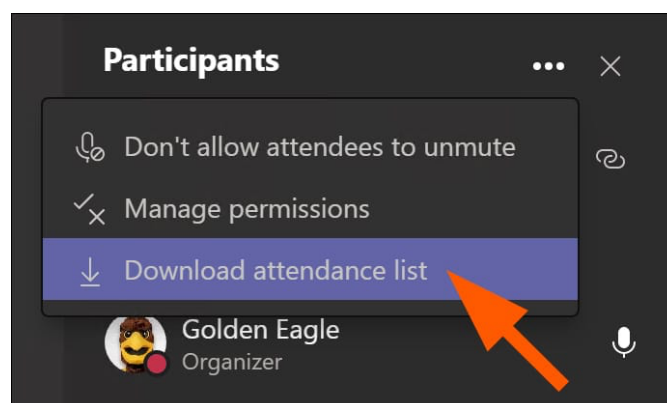 Participants
Don't allow attendees to unmute
Manage permissions
Download attendance list
Golden Eagle
Organizer